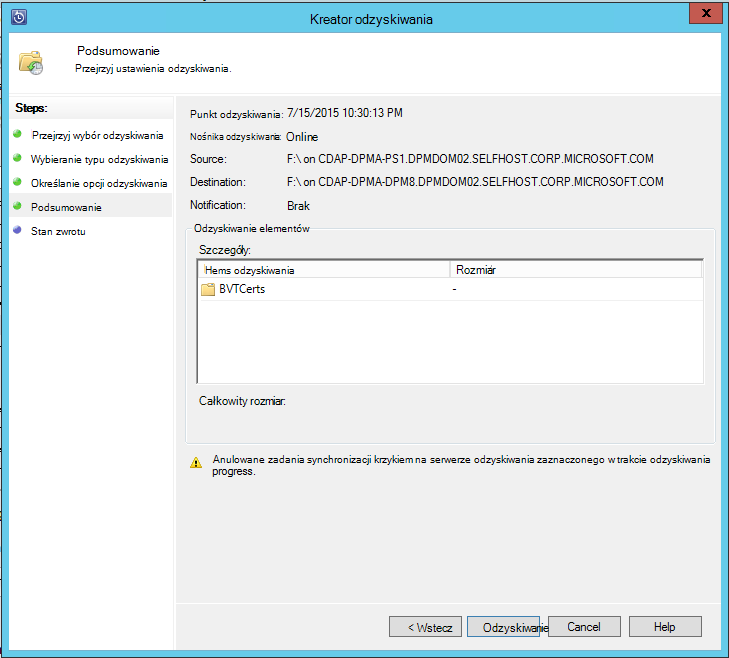 Kreator odzyskiwania
x
Podsumowanie
Przejrzyj ustawienia odzyskiwania.
Steps:
Przejrzyj wybór odzyskiwania
Wybieranie typu odzyskiwania
Określanie opcji odzyskiwania
Podsumowanie
Stan zwrotu
Punkt odzyskiwania: 7/15/2015 10:30:13 PM
Nośnika odzyskiwania: Online
Source: F:\ on CDAP-DPMA-PS1.DPMDOM02.SELFHOST.CORP.MICROSOFT.COM
Destination: F:\ on CDAP-DPMA-DPM8.DPMDOM02.SELFHOST.CORP.MICROSOFT.COM
Notification: Brak
Odzyskiwanie elementów
Szczegóły:
Hems odzyskiwania Rozmiar
BVTCerts -
Całkowity rozmiar:
Anulowane zadania synchronizacji krzykiem na serwerze odzyskiwania zaznaczonego w trakcie odzyskiwania
progress.
< Wstecz Odzyskiwanie Cancel Help